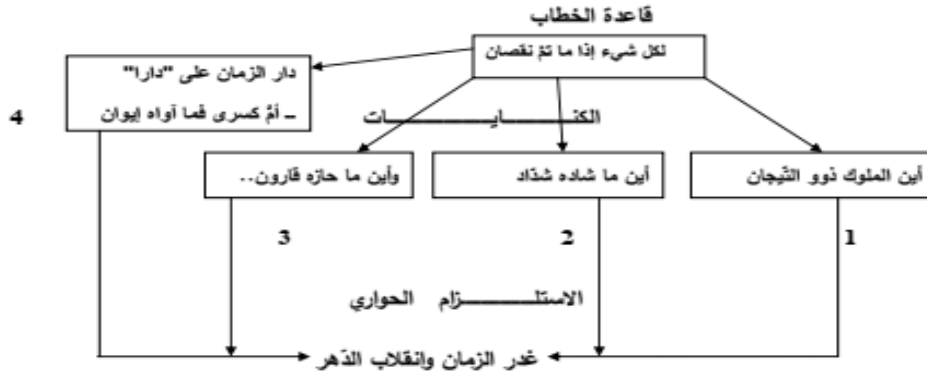 قاعدة الخطاب
لكل شيء إذا ما تمّ نقصان
دار الزمان على "دارا"
– أمّ كسرى فما آواه إيوان
4
الكنــــــايــــــــــات
أين الملوك ذوو التّيجان
أين ما شاده شدّاد
وأين ما حازه قارون..
1
2
3
الاستلــــــــزام الحواري
غدر الزمان وانقلاب الدّهر